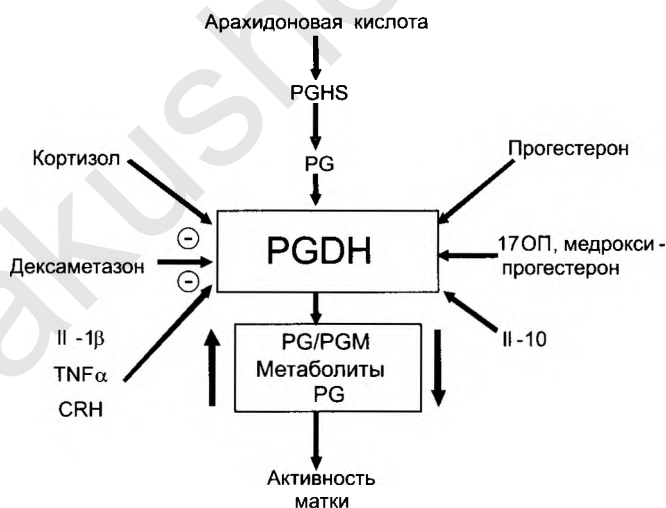 Арахидоновая кислота
PGHS
PG
Кортизол
Прогестерон
PGDH
Дексаметазон
17ОП, медрокси-
прогестерон
Il -1β
TNFα
CRH
Il -10
PG/PGM
Метаболиты
PG
Активность
матки